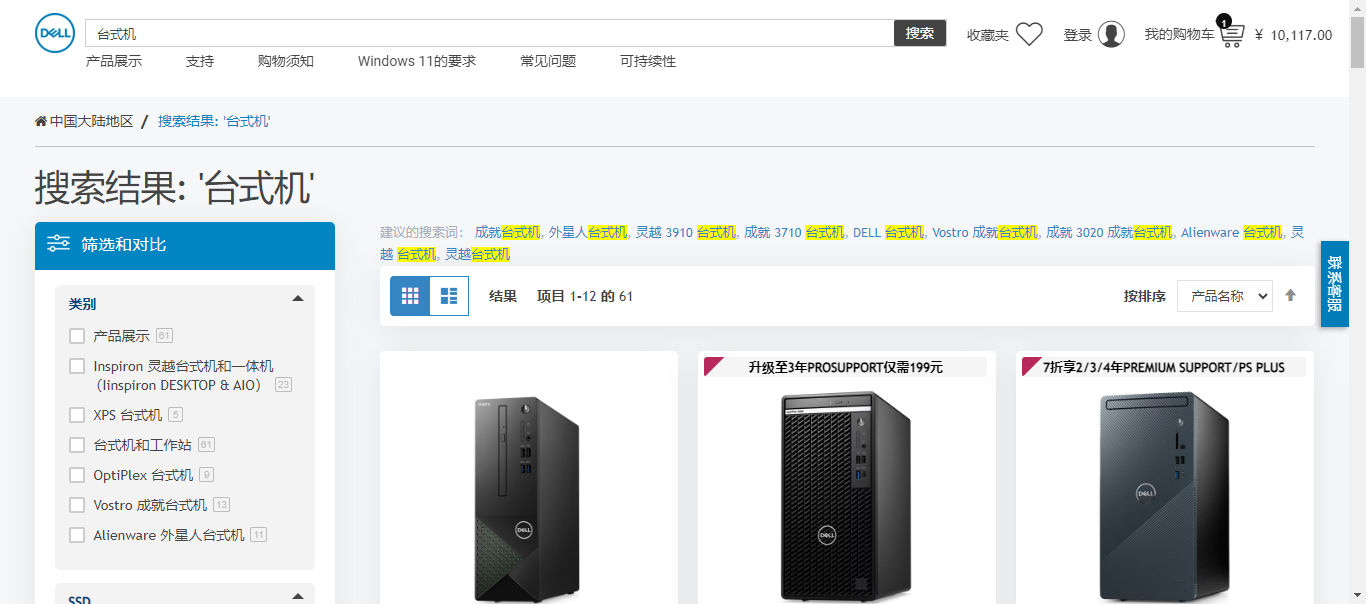 DELL
台式机
搜索
收藏夹
登录
我的购物车
1
¥ 10,117.00
产品展示
支持
购物须知
Windows 11的要求
常见问题
可持续性
中国大陆地区 / 搜索结果: '台式机'
搜索结果: '台式机'
筛选和对比
类别
产品展示 61
Inspiron 灵越台式机和一体机
（Iinspiron DESKTOP & AIO） 23
XPS 台式机 5
台式机和工作站 61
OptiPlex 台式机 9
Vostro 成就台式机 13
Alienware 外星人台式机 11
SSD
建议的搜索词： 成就台式机, 外星人台式机, 灵越 3910 台式机, 成就 3710 台式机, DELL 台式机, Vostro 成就台式机, 成就 3020 成就台式机, Alienware 台式机, 灵
越 台式机, 灵越台式机
结果 项目 1-12 的 61
按排序
产品名称
升级至3年PROSUPPORT仅需199元
7折享2/3/4年PREMIUM SUPPORT/PS PLUS
DELL
DELL
DELL
联系客服